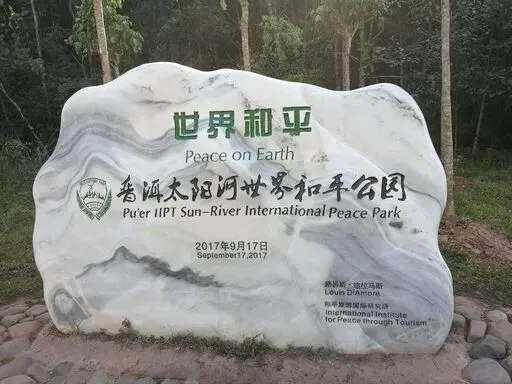 世界和平
Peace on Earth
普洱太阳河世界和平公园
Pu'er IIPT Sun-River International Peace Park
2017年9月17日
September17,2017
路易斯·迪拉马斯
Louis D'Amore
和平旅游国际研究所
International Institute
for Peace through Tourism